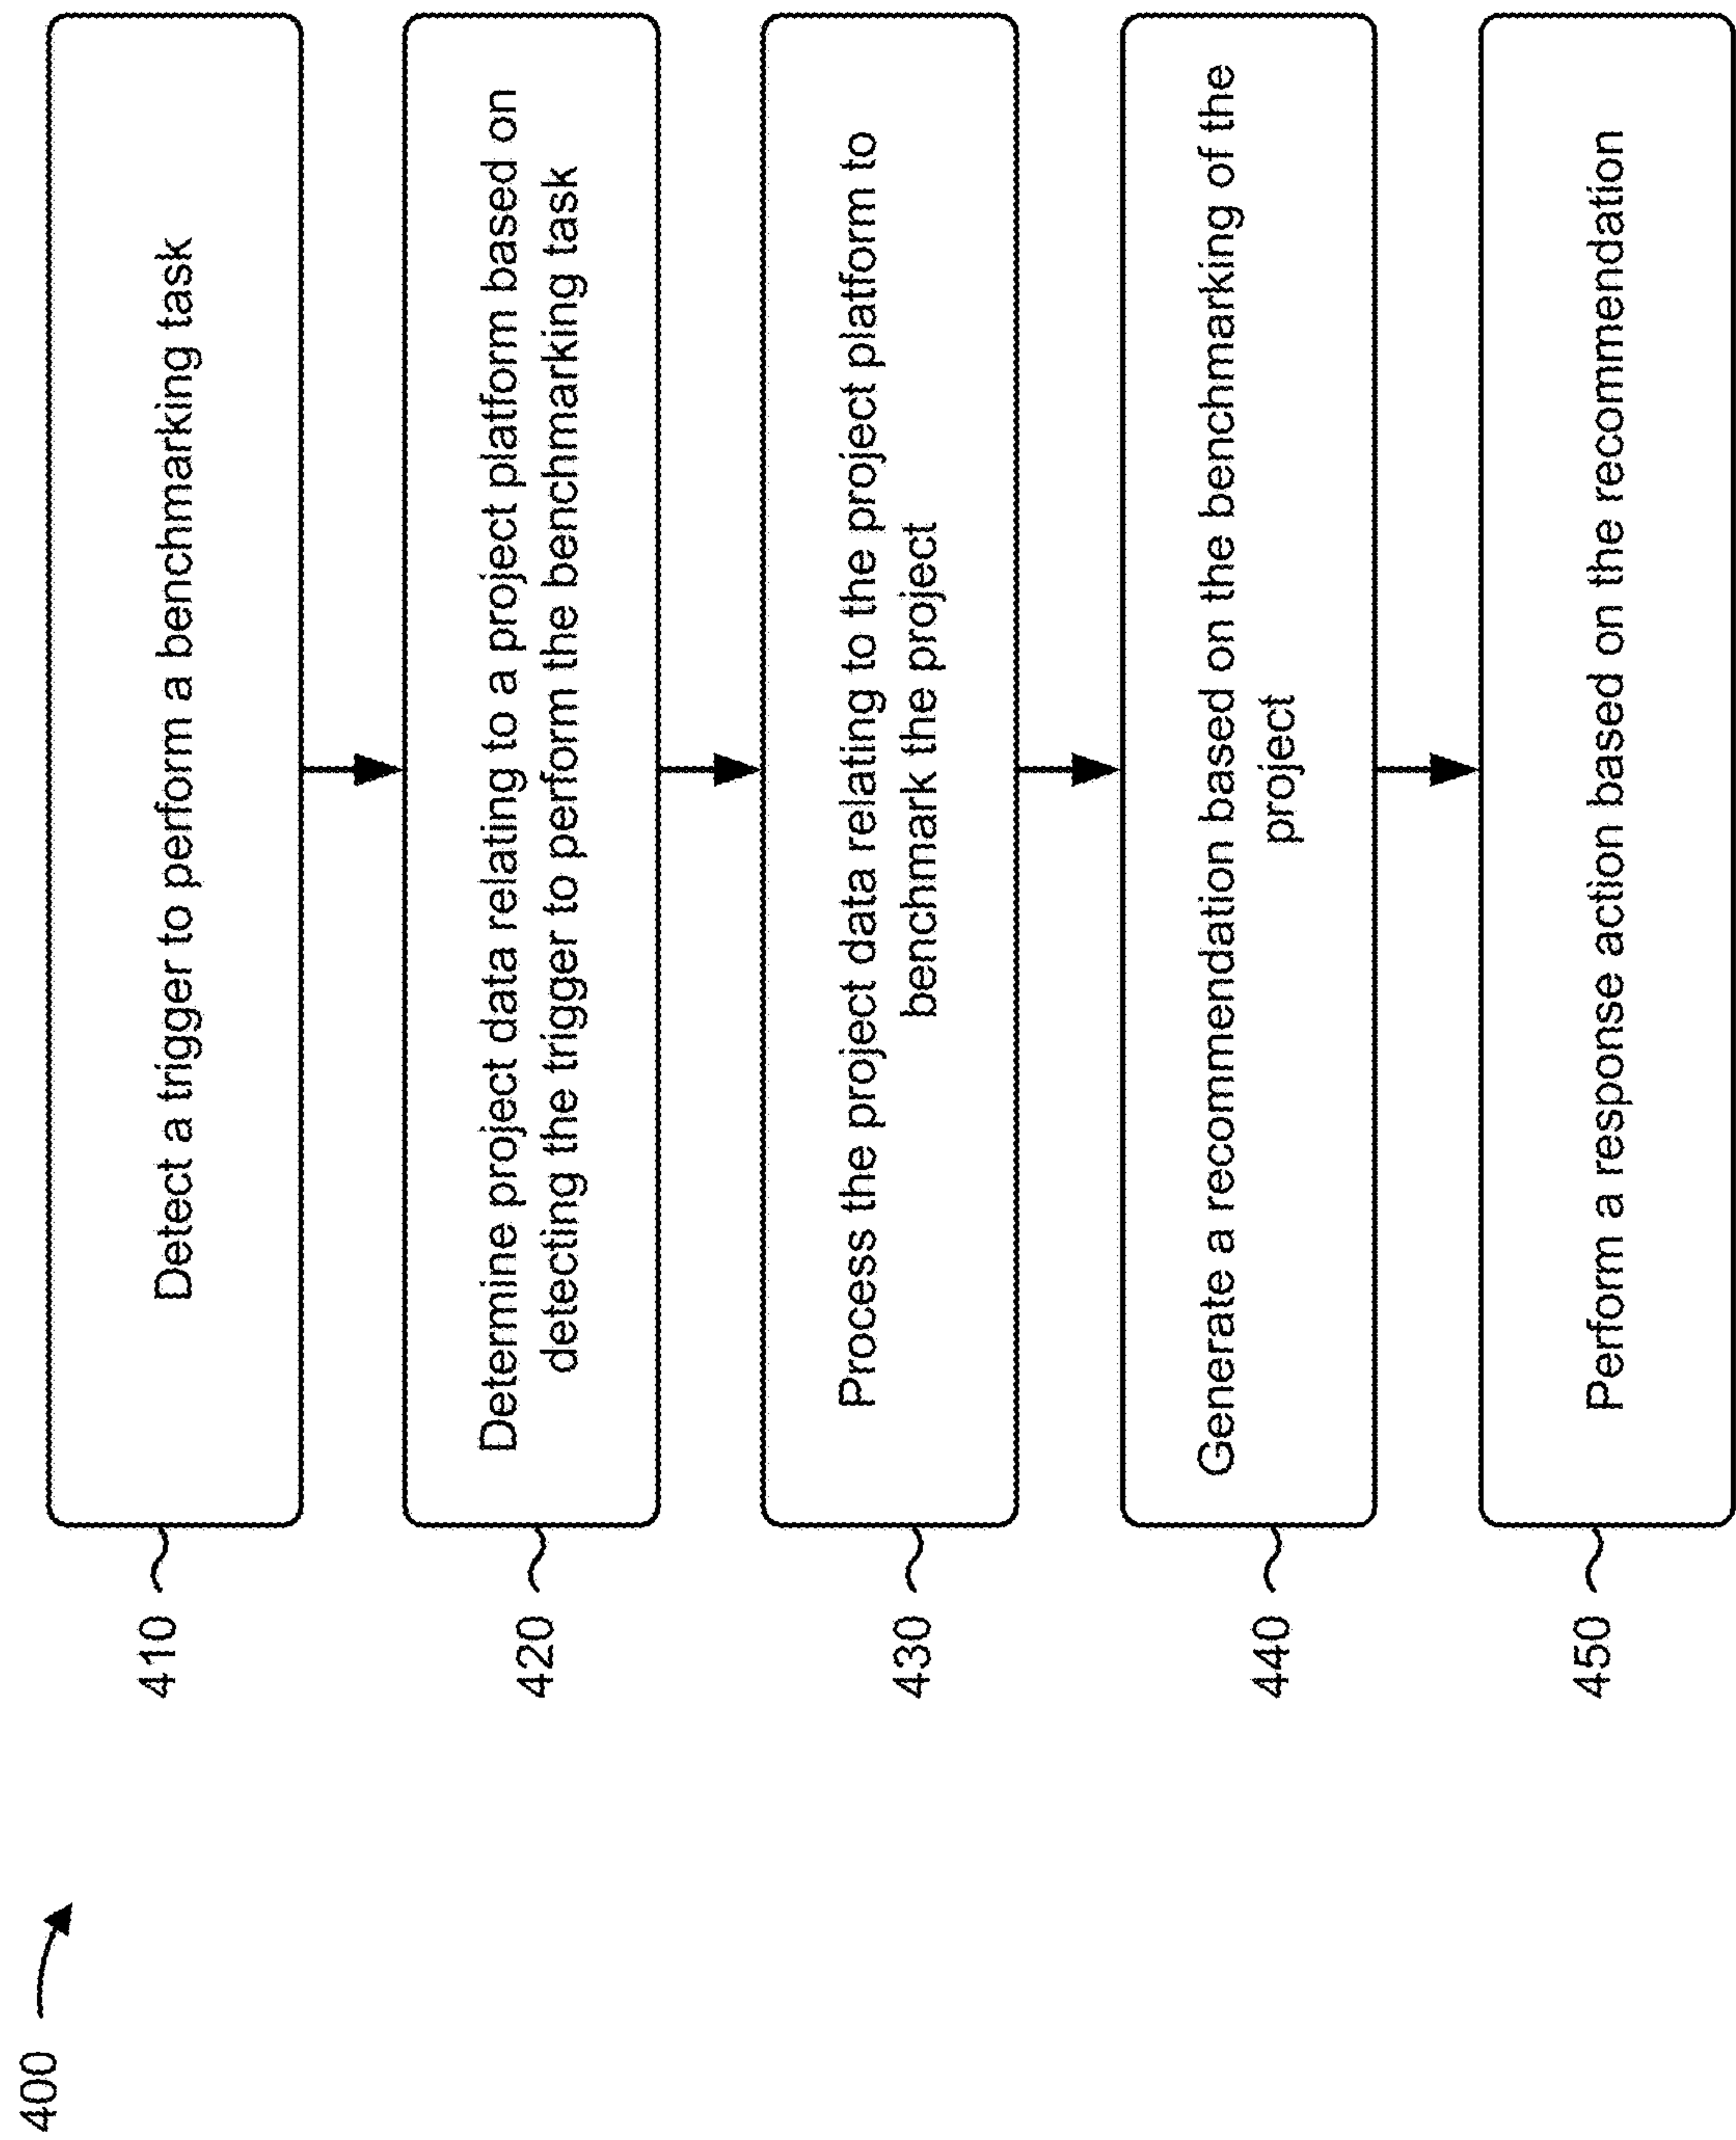 400
410
Detect a trigger to perform a benchmarking task
420
Determine project data relating to a project platform based on
detecting the trigger to perform the benchmarking task
430
Process the project data relating to the project platform to
benchmark the project
440
Generate a recommendation based on the benchmarking of the
project
450
Perform a response action based on the recommendation